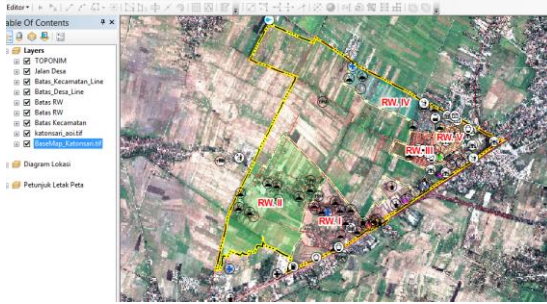 Editor
Table Of Contents
Layers
TOPONIM
Jalan Desa
Batas_Kecamatan_Line
Batas_Desa_Line
Batas RW
Batas RW
Batas Kecamatan
katonsari_aoi.tif
BaseMap_Katonsari.tif
Diagram Lokasi
Petunjuk Letak Peta
RW. IV
RW. V
RW. III
RW. II
RW. I